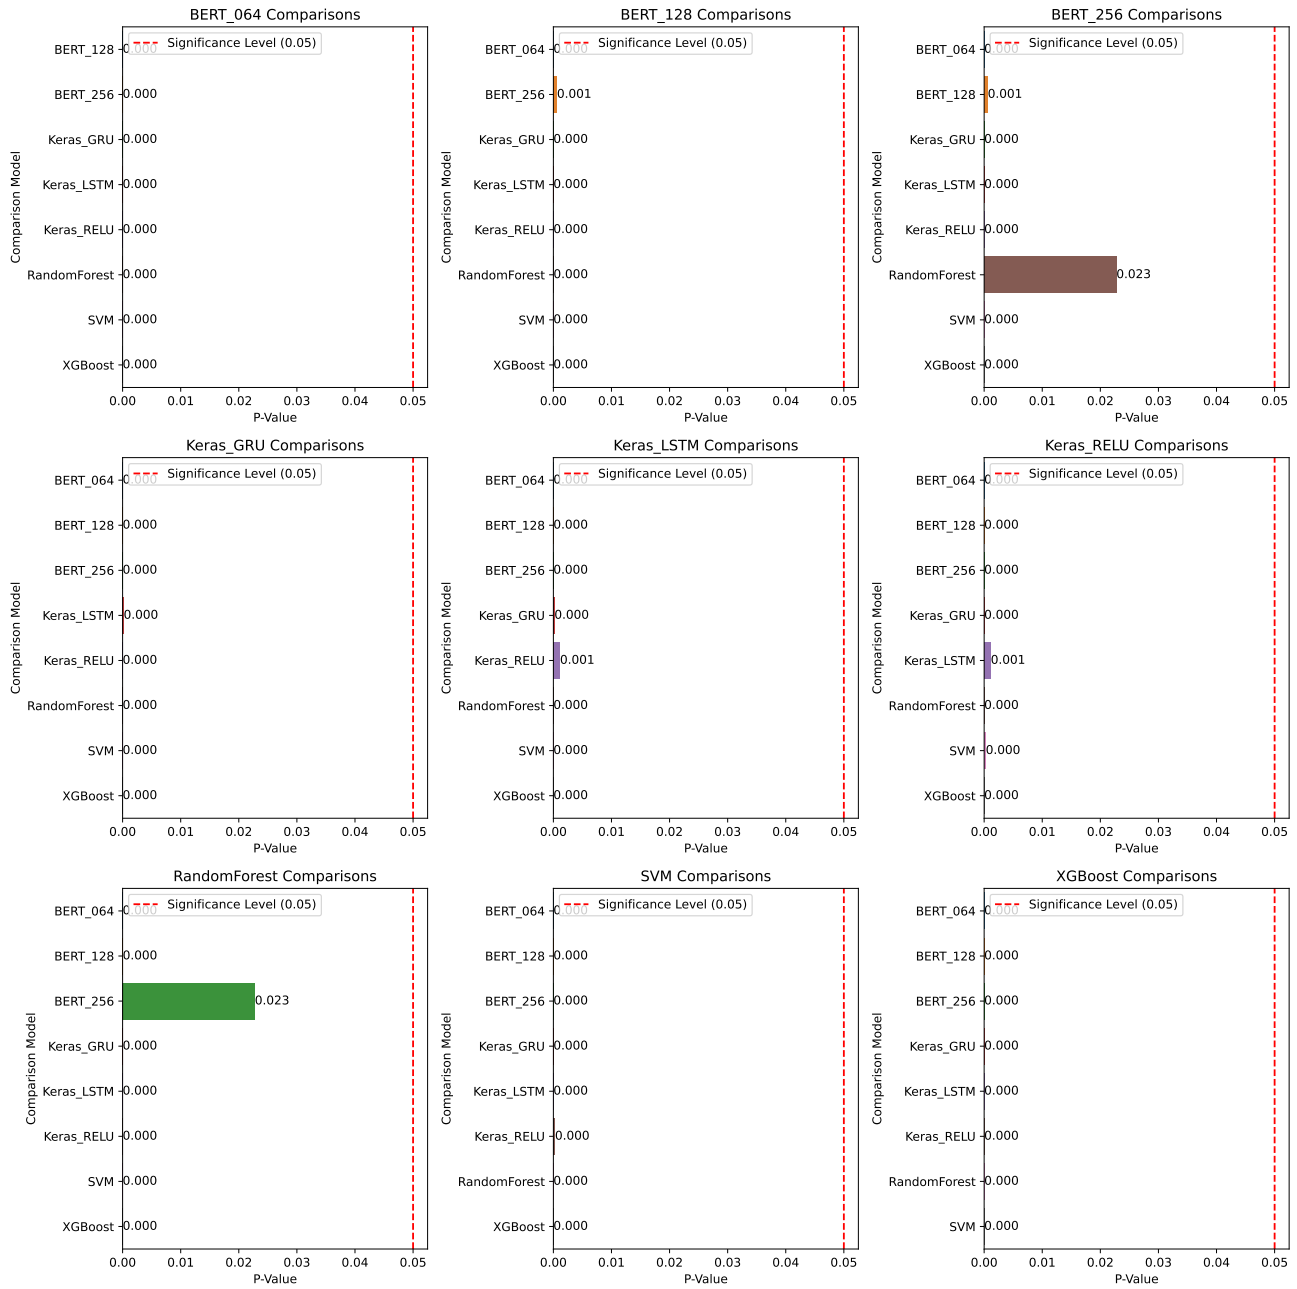 BERT_064 Comparisons
Significance Level (0.05)
Comparison Model
BERT_128 0.000
BERT_256 0.000
Keras_GRU 0.000
Keras_LSTM 0.000
Keras_RELU 0.000
RandomForest 0.000
SVM 0.000
XGBoost 0.000
0.00 0.01 0.02 0.03 0.04 0.05
P-Value
BERT_128 Comparisons
Significance Level (0.05)
Comparison Model
BERT_064 0.000
BERT_256 0.001
Keras_GRU 0.000
Keras_LSTM 0.000
Keras_RELU 0.000
RandomForest 0.000
SVM 0.000
XGBoost 0.000
0.00 0.01 0.02 0.03 0.04 0.05
P-Value
BERT_256 Comparisons
Significance Level (0.05)
Comparison Model
BERT_064 0.000
BERT_128 0.001
Keras_GRU 0.000
Keras_LSTM 0.000
Keras_RELU 0.000
RandomForest 0.023
SVM 0.000
XGBoost 0.000
0.00 0.01 0.02 0.03 0.04 0.05
P-Value
Keras_GRU Comparisons
Significance Level (0.05)
Comparison Model
BERT_064 0.000
BERT_128 0.000
BERT_256 0.000
Keras_LSTM 0.000
Keras_RELU 0.000
RandomForest 0.000
SVM 0.000
XGBoost 0.000
0.00 0.01 0.02 0.03 0.04 0.05
P-Value
Keras_LSTM Comparisons
Significance Level (0.05)
Comparison Model
BERT_064 0.000
BERT_128 0.000
BERT_256 0.000
Keras_GRU 0.000
Keras_RELU 0.001
RandomForest 0.000
SVM 0.000
XGBoost 0.000
0.00 0.01 0.02 0.03 0.04 0.05
P-Value
Keras_RELU Comparisons
Significance Level (0.05)
Comparison Model
BERT_064 0.000
BERT_128 0.000
BERT_256 0.000
Keras_GRU 0.000
Keras_LSTM 0.001
RandomForest 0.000
SVM 0.000
XGBoost 0.000
0.00 0.01 0.02 0.03 0.04 0.05
P-Value
RandomForest Comparisons
Significance Level (0.05)
Comparison Model
BERT_064 0.000
BERT_128 0.000
BERT_256 0.023
Keras_GRU 0.000
Keras_LSTM 0.000
Keras_RELU 0.000
SVM 0.000
XGBoost 0.000
0.00 0.01 0.02 0.03 0.04 0.05
P-Value
SVM Comparisons
Significance Level (0.05)
Comparison Model
BERT_064 0.000
BERT_128 0.000
BERT_256 0.000
Keras_GRU 0.000
Keras_LSTM 0.000
Keras_RELU 0.000
RandomForest 0.000
XGBoost 0.000
0.00 0.01 0.02 0.03 0.04 0.05
P-Value
XGBoost Comparisons
Significance Level (0.05)
Comparison Model
BERT_064 0.000
BERT_128 0.000
BERT_256 0.000
Keras_GRU 0.000
Keras_LSTM 0.000
Keras_RELU 0.000
RandomForest 0.000
SVM 0.000
0.00 0.01 0.02 0.03 0.04 0.05
P-Value